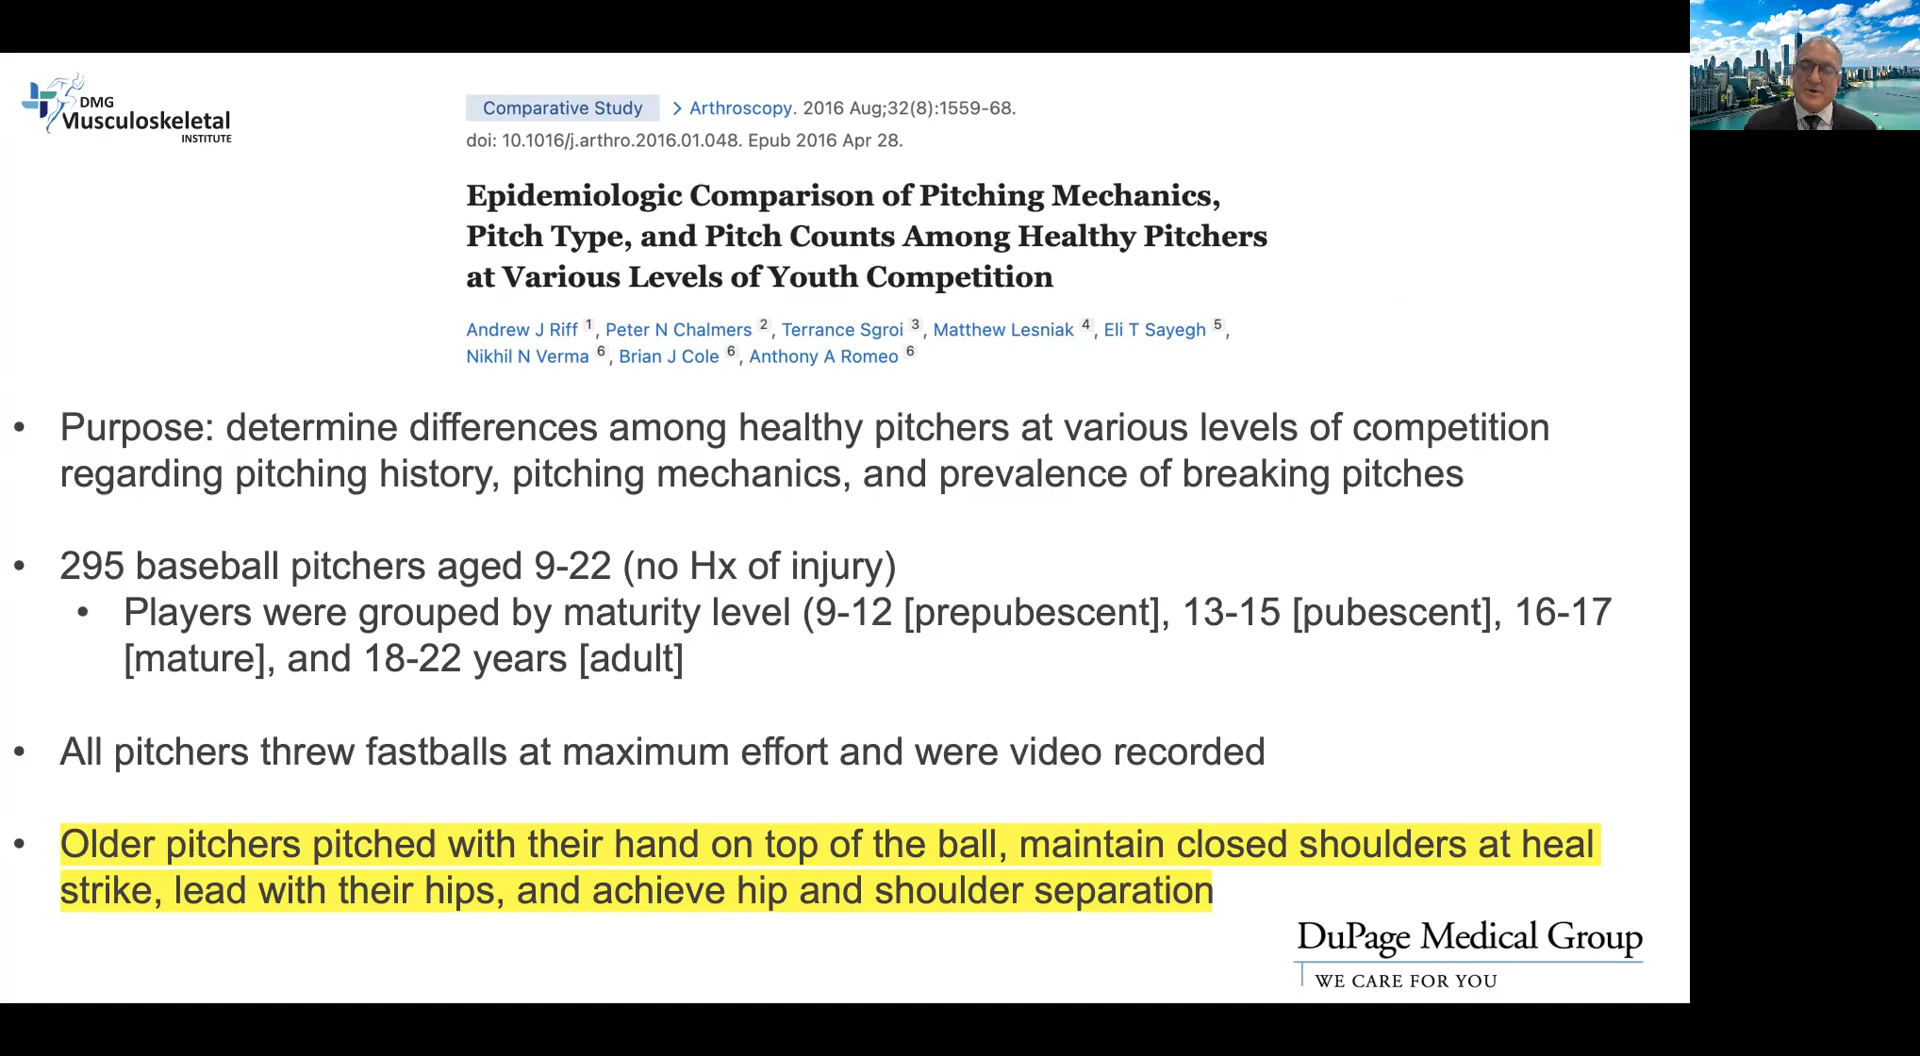 DMG
Musculoskeletal
INSTITUTE
Comparative Study > Arthroscopy. 2016 Aug;32(8):1559-68.
doi: 10.1016/j.arthro.2016.01.048. Epub 2016 Apr 28.
Epidemiologic Comparison of Pitching Mechanics,
Pitch Type, and Pitch Counts Among Healthy Pitchers
at Various Levels of Youth Competition
Andrew J Riff 1, Peter N Chalmers 2, Terrance Sgroi 3, Matthew Lesniak 4, Eli T Sayegh 5,
Nikhil N Verma 6, Brian J Cole 6, Anthony A Romeo 6
• Purpose: determine differences among healthy pitchers at various levels of competition
regarding pitching history, pitching mechanics, and prevalence of breaking pitches
• 295 baseball pitchers aged 9-22 (no Hx of injury)
• Players were grouped by maturity level (9-12 [prepubescent], 13-15 [pubescent], 16-17
[mature], and 18-22 years [adult]
• All pitchers threw fastballs at maximum effort and were video recorded
• Older pitchers pitched with their hand on top of the ball, maintain closed shoulders at heal
strike, lead with their hips, and achieve hip and shoulder separation
DuPage Medical Group
WE CARE FOR YOU